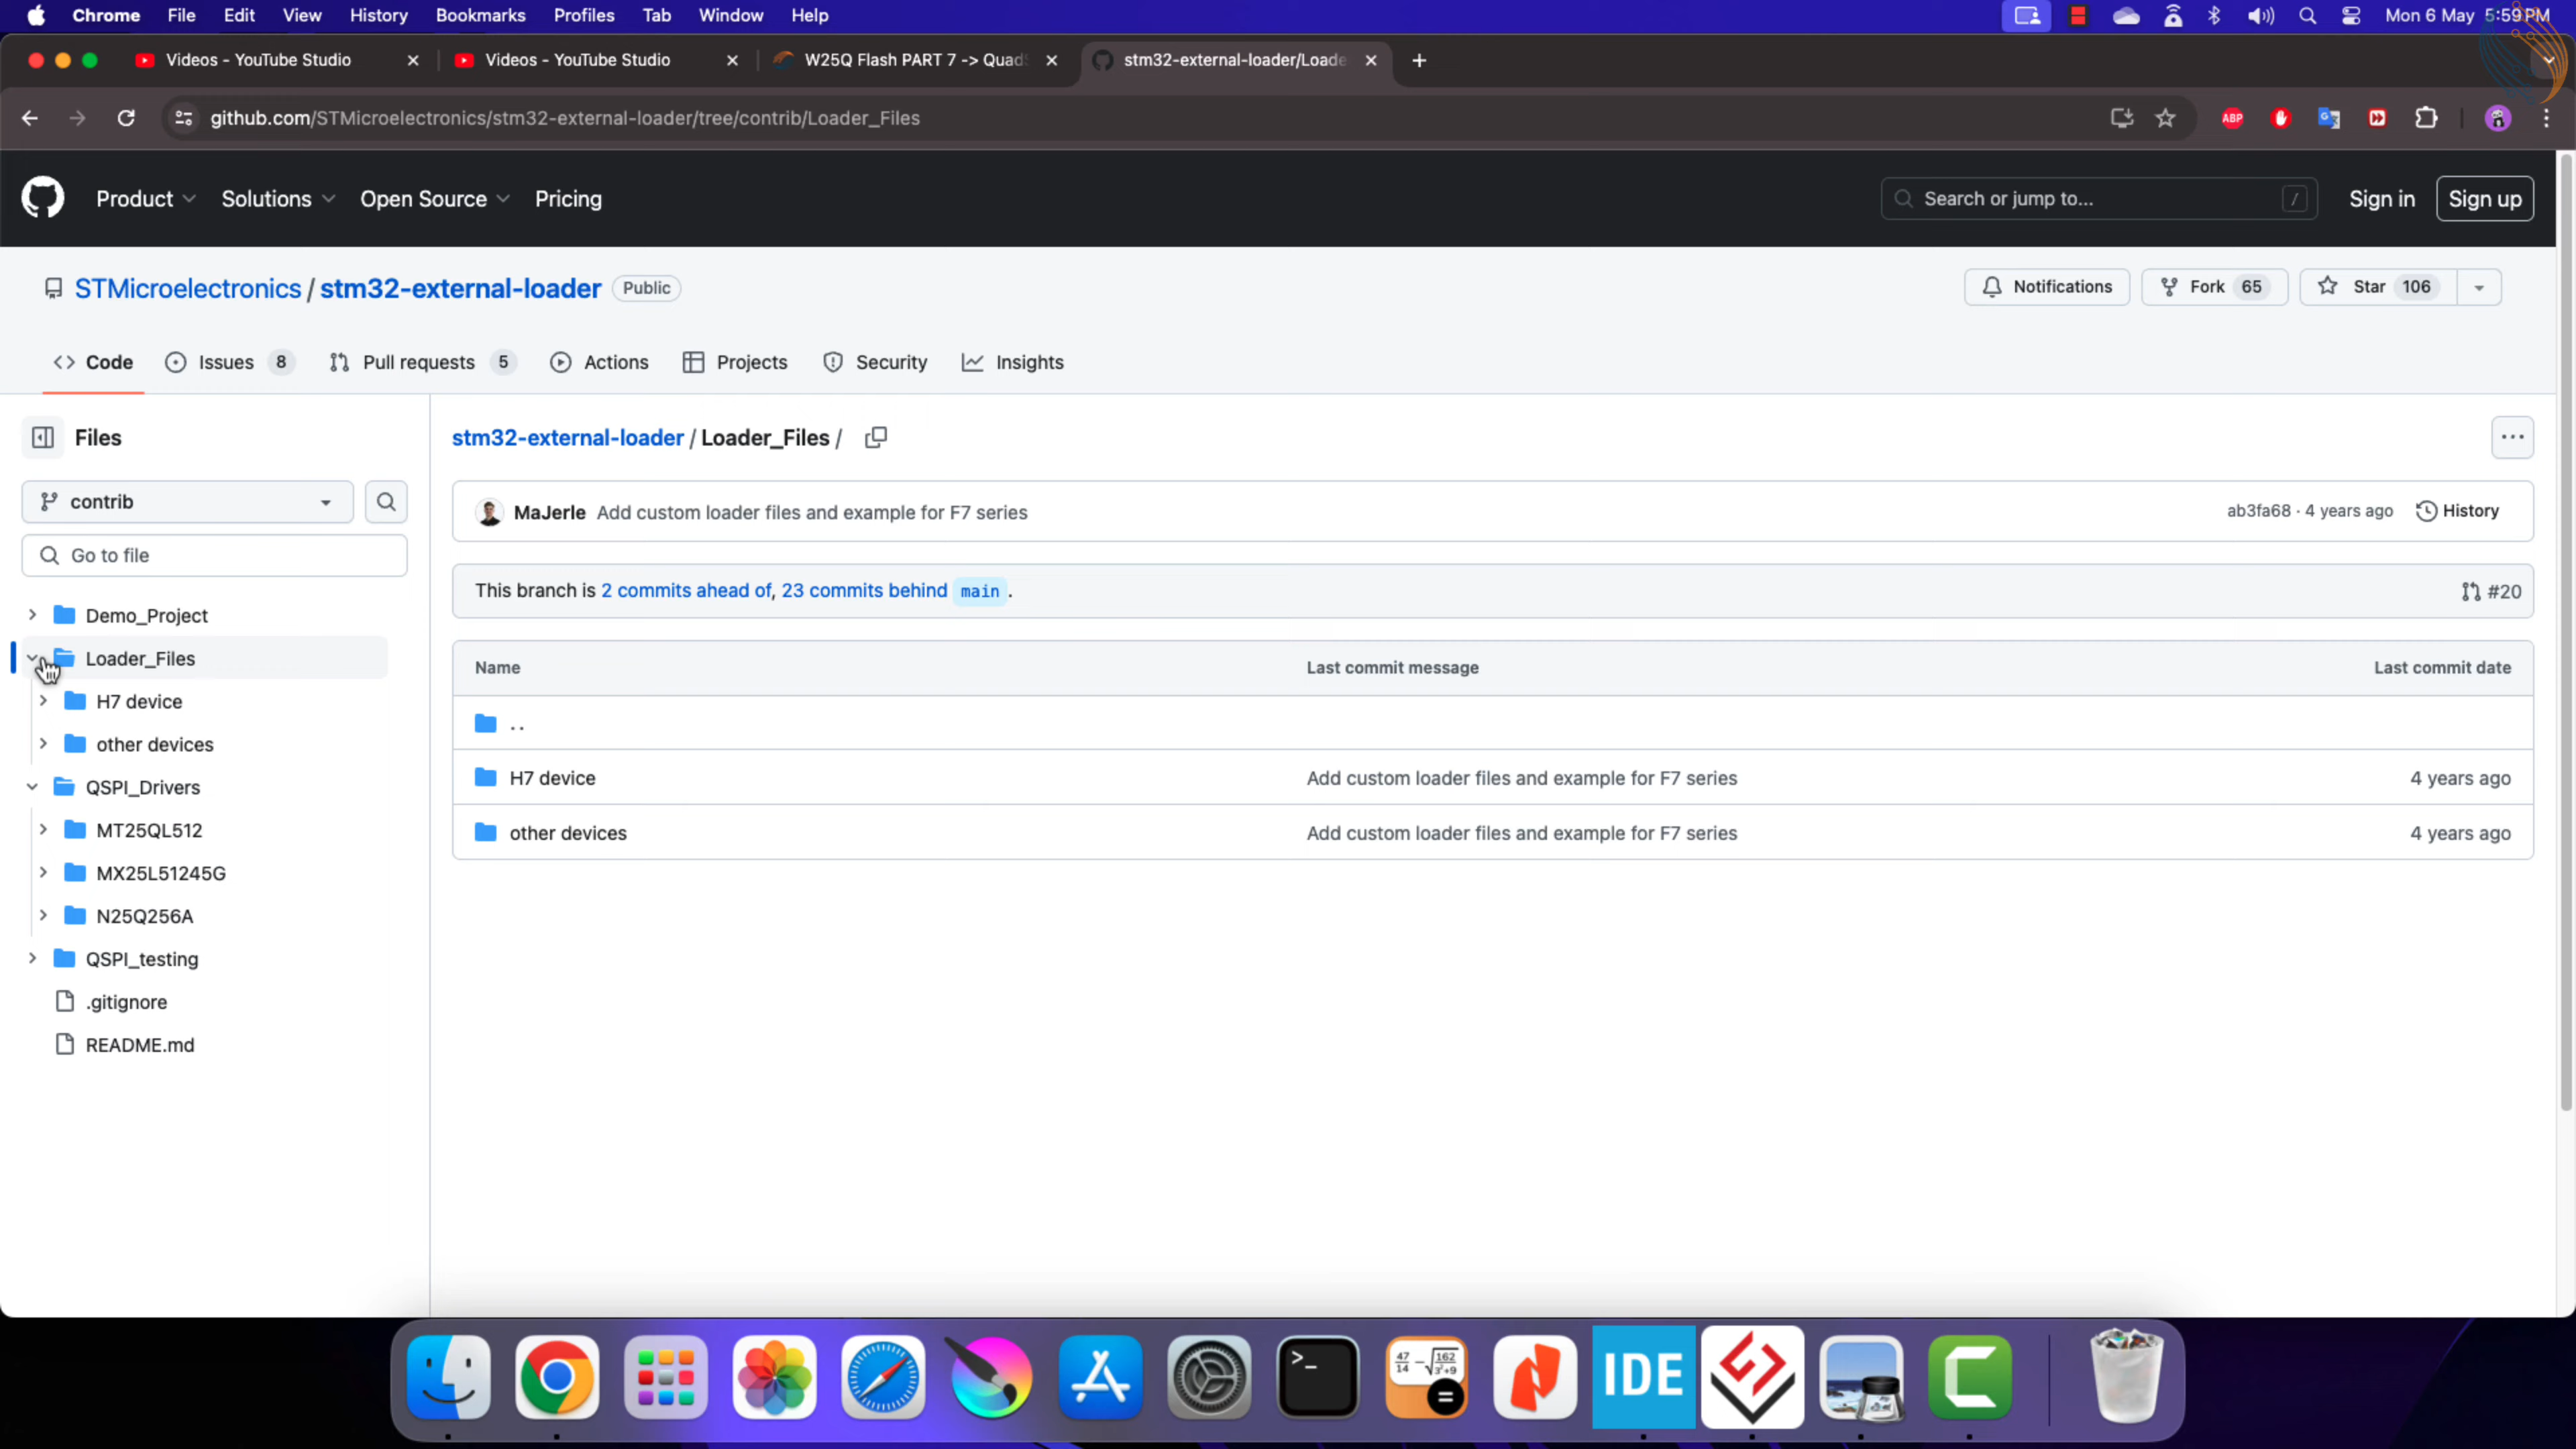 Chrome File Edit View History Bookmarks Profiles Tab Window Help Mon 6 May 5:59 PM
Videos - YouTube Studio Videos - YouTube Studio W25Q Flash PART 7 -> Quad stm32-external-loader/Loade
github.com/STMicroelectronics/stm32-external-loader/tree/contrib/Loader_Files ABP
Product Solutions Open Source Pricing Search or jump to... / Sign in Sign up
STMicroelectronics / stm32-external-loader Public Notifications Fork 65 Star 106
Code Issues 8 Pull requests 5 Actions Projects Security Insights
Files
stm32-external-loader / Loader_Files /
contrib
MaJerle Add custom loader files and example for F7 series ab3fa68 · 4 years ago History
Go to file
This branch is 2 commits ahead of, 23 commits behind main . #20
Demo_Project
Loader_Files
H7 device
other devices
QSPI_Drivers
MT25QL512
MX25L51245G
N25Q256A
QSPI_testing
.gitignore
README.md
Name Last commit message Last commit date
..
H7 device Add custom loader files and example for F7 series 4 years ago
other devices Add custom loader files and example for F7 series 4 years ago
IDE